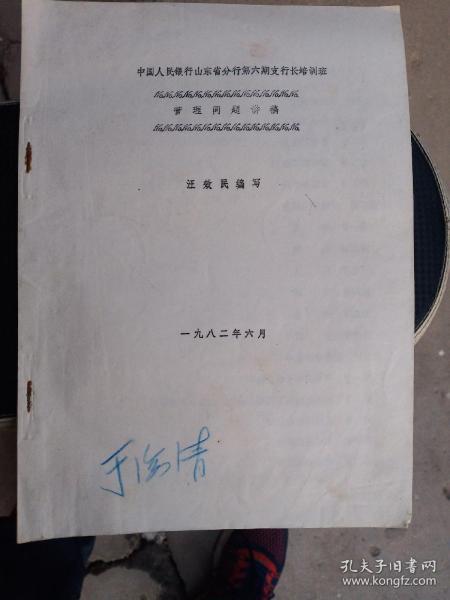 中国人民银行山东省分行第六期支行长培训班
管理问题讲稿
汪效民编写
一九八二年六月
孔夫子旧书网
www.kongfz.com